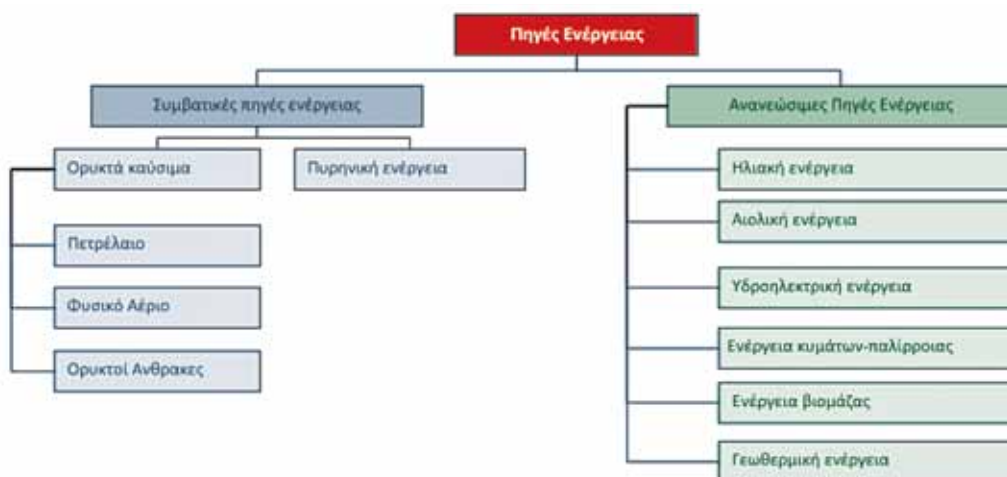 Πηγές Ενέργειας
Συμβατικές πηγές ενέργειας
Ανανεώσιμες Πηγές Ενέργειας
Ορυκτά καύσιμα
Πυρηνική ενέργεια
Πετρέλαιο
Φυσικό Αέριο
Ορυκτοί Ανθρακες
Ηλιακή ενέργεια
Αιολική ενέργεια
Υδροηλεκτρική ενέργεια
Ενέργεια κυμάτων-παλίρροιας
Ενέργεια βιομάζας
Γεωθερμική ενέργεια